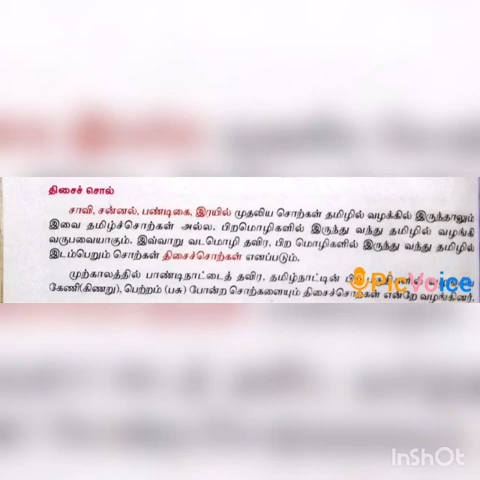 திசைச் சொல்
சாவி, சன்னல், பண்டிகை, இரயில் முதலிய சொற்கள் தமிழில் வழக்கில் இருந்தாலும்
இவை தமிழ்ச்சொற்கள் அல்ல. பிறமொழிகளில் இருந்து வந்து தமிழில் வழங்கி
வருபவையாகும். இவ்வாறு வடமொழி தவிர, பிற மொழிகளில் இருந்து வந்து தமிழில்
இடம்பெறும் சொற்கள் திசைச்சொற்கள் எனப்படும்.
முற்காலத்தில் பாண்டிநாட்டைத் தவிர, தமிழ்நாட்டின் பிற
கேணி(கிணறு), பெற்றம் (பசு) போன்ற சொற்களையும் திசைச்சொற்கள் என்றே வழங்கினர்.
PicVoice
InShOt